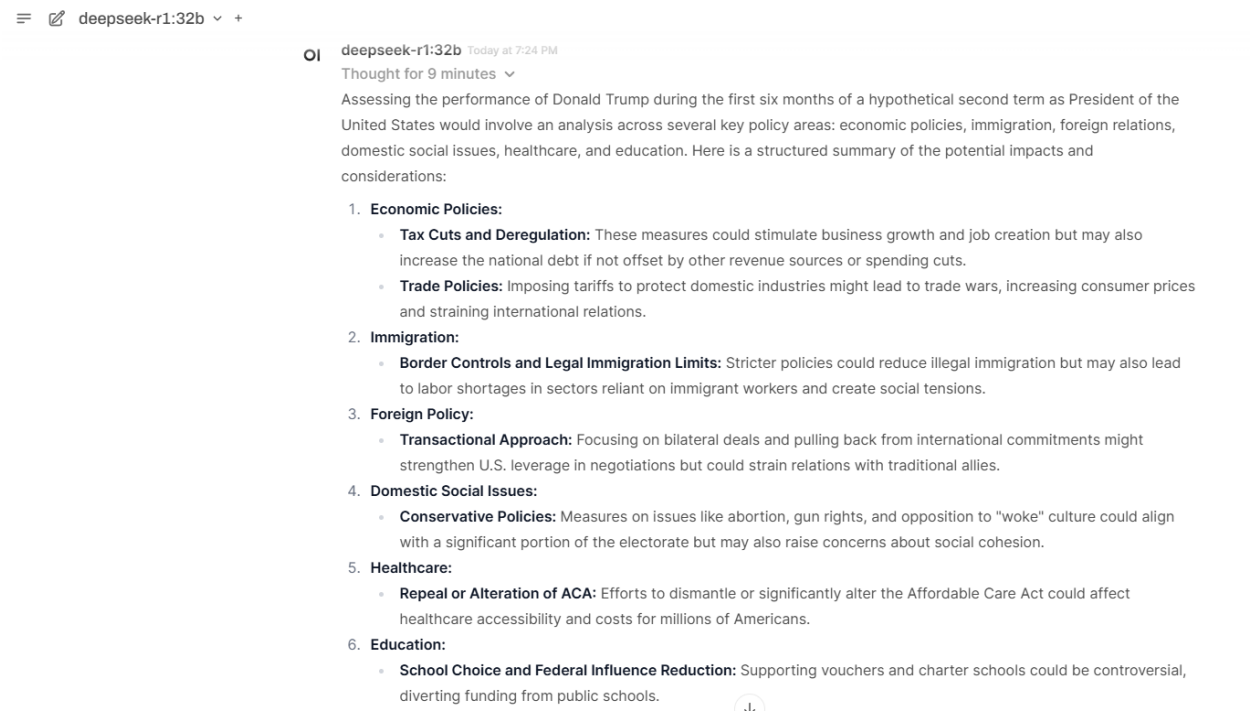 deepseek-r1:32b
deepseek-r1:32b Today at 7:24 PM
Thought for 9 minutes
Assessing the performance of Donald Trump during the first six months of a hypothetical second term as President of the
United States would involve an analysis across several key policy areas: economic policies, immigration, foreign relations,
domestic social issues, healthcare, and education. Here is a structured summary of the potential impacts and
considerations:
1. Economic Policies:
• Tax Cuts and Deregulation: These measures could stimulate business growth and job creation but may also
increase the national debt if not offset by other revenue sources or spending cuts.
• Trade Policies: Imposing tariffs to protect domestic industries might lead to trade wars, increasing consumer prices
and straining international relations.
2. Immigration:
• Border Controls and Legal Immigration Limits: Stricter policies could reduce illegal immigration but may also lead
to labor shortages in sectors reliant on immigrant workers and create social tensions.
3. Foreign Policy:
• Transactional Approach: Focusing on bilateral deals and pulling back from international commitments might
strengthen U.S. leverage in negotiations but could strain relations with traditional allies.
4. Domestic Social Issues:
• Conservative Policies: Measures on issues like abortion, gun rights, and opposition to "woke" culture could align
with a significant portion of the electorate but may also raise concerns about social cohesion.
5. Healthcare:
• Repeal or Alteration of ACA: Efforts to dismantle or significantly alter the Affordable Care Act could affect
healthcare accessibility and costs for millions of Americans.
6. Education:
• School Choice and Federal Influence Reduction: Supporting vouchers and charter schools could be controversial,
diverting funding from public schools.